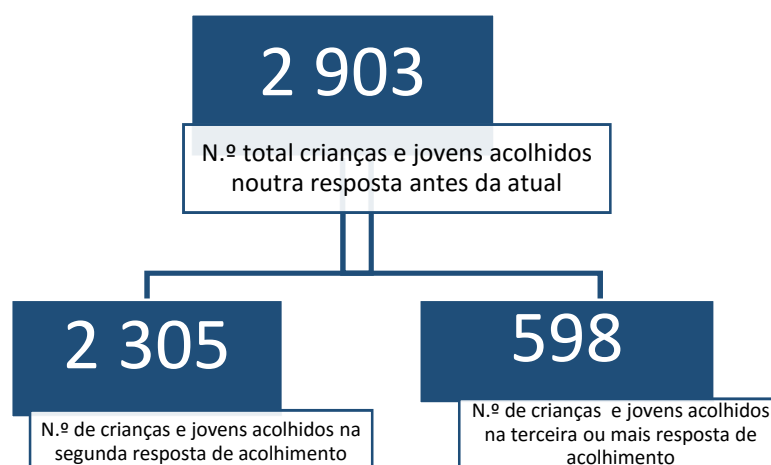 2 903
N.º total crianças e jovens acolhidos
noutra resposta antes da atual
2 305
N.º de crianças e jovens acolhidos na
segunda resposta de acolhimento
598
N.º de crianças e jovens acolhidos
na terceira ou mais resposta de
acolhimento